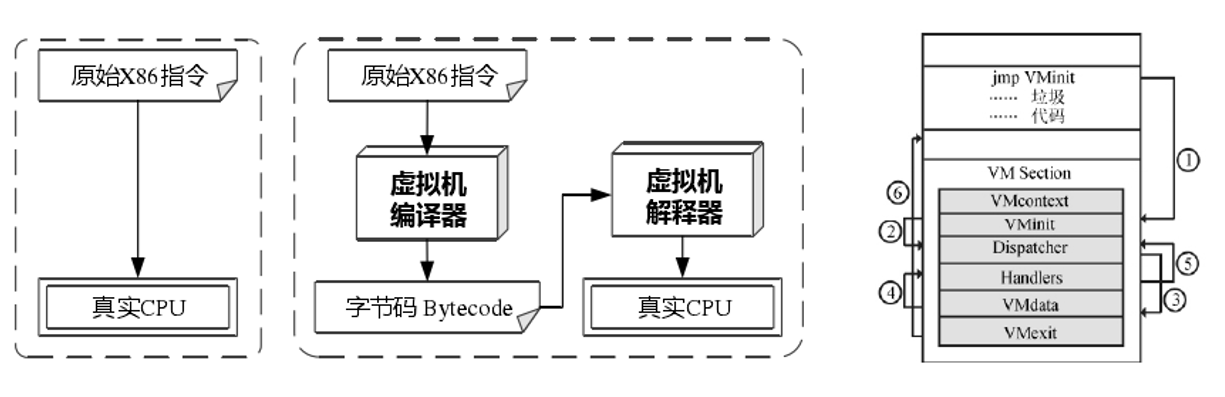 原始X86指令
真实CPU
原始X86指令
虚拟机
编译器
字节码 Bytecode
虚拟机
解释器
真实CPU
jmp VMinit
…… 垃圾
…… 代码
VM Section
VMcontext
VMinit
Dispatcher
Handlers
VMdata
VMexit
①
⑥
②
⑤
④
③